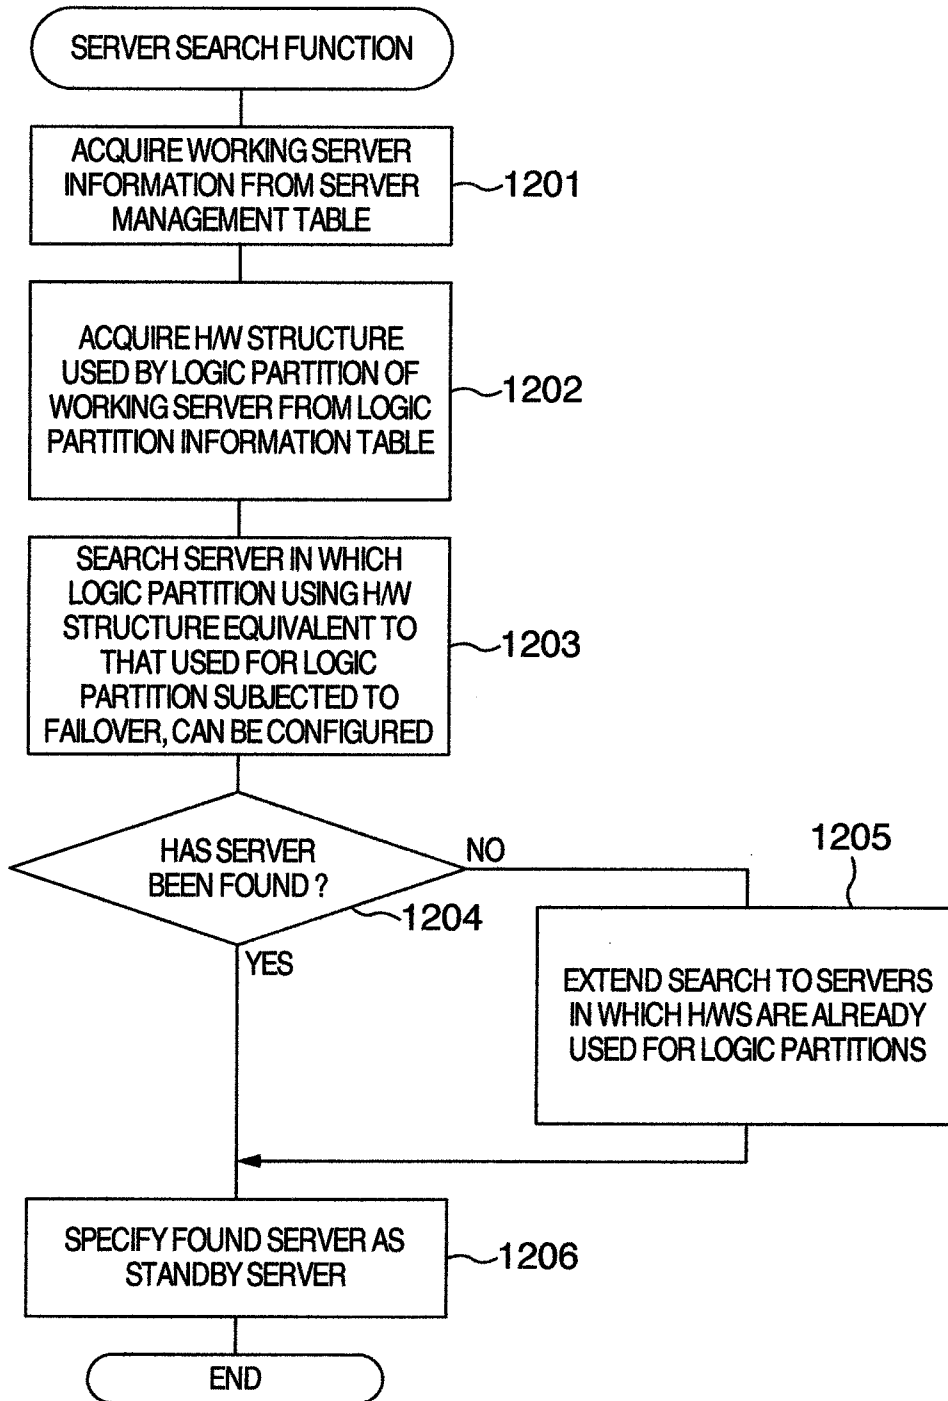 SERVER SEARCH FUNCTION
ACQUIRE WORKING SERVER
INFORMATION FROM SERVER
MANAGEMENT TABLE
1201
ACQUIRE H/W STRUCTURE
USED BY LOGIC PARTITION OF
WORKING SERVER FROM LOGIC
PARTITION INFORMATION TABLE
1202
SEARCH SERVER IN WHICH
LOGIC PARTITION USING H/W
STRUCTURE EQUIVALENT TO
THAT USED FOR LOGIC
PARTITION SUBJECTED TO
FAILOVER, CAN BE CONFIGURED
1203
HAS SERVER
BEEN FOUND ?
1204
NO
YES
1205
EXTEND SEARCH TO SERVERS
IN WHICH H/WS ARE ALREADY
USED FOR LOGIC PARTITIONS
SPECIFY FOUND SERVER AS
STANDBY SERVER
1206
END